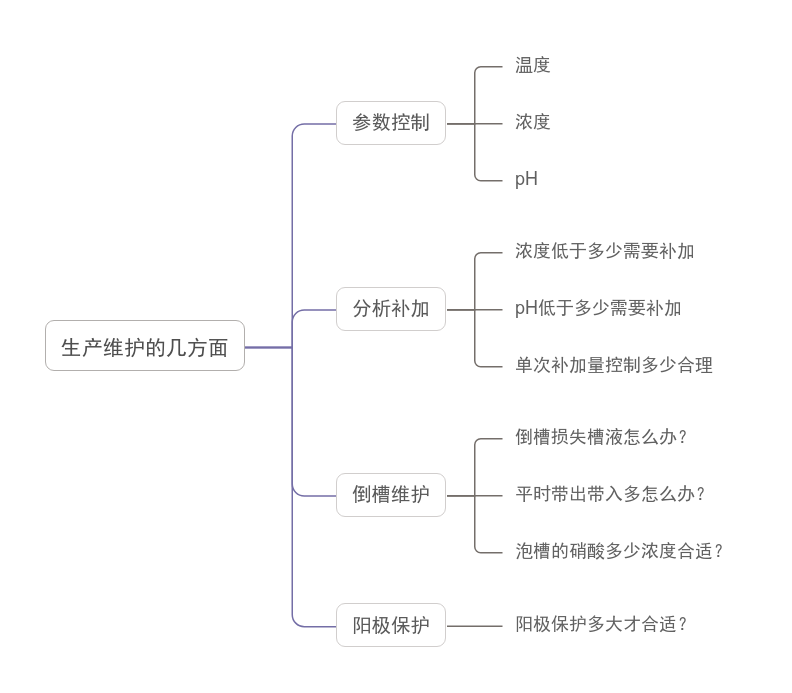 生产维护的几方面
参数控制
温度
浓度
pH
分析补加
浓度低于多少需要补加
pH低于多少需要补加
单次补加量控制多少合理
倒槽维护
倒槽损失槽液怎么办?
平时带出带入多怎么办?
泡槽的硝酸多少浓度合适?
阳极保护
阳极保护多大才合适?